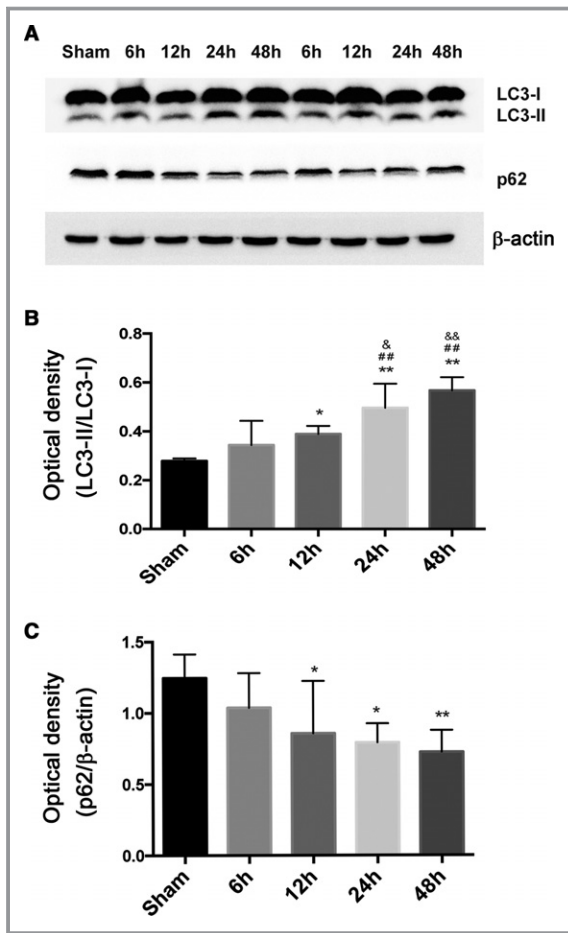 A
Sham 6h 12h 24h 48h 6h 12h 24h 48h
LC3-I
LC3-II
p62
β-actin
B
Optical density
(LC3-II/LC3-I)
0.8
0.6
0.4
0.2
0.0
*
&
##
**
&&
##
**
Sham 6h 12h 24h 48h
C
Optical density
(p62/β-actin)
1.5
1.0
0.5
0.0
*
*
**
Sham 6h 12h 24h 48h